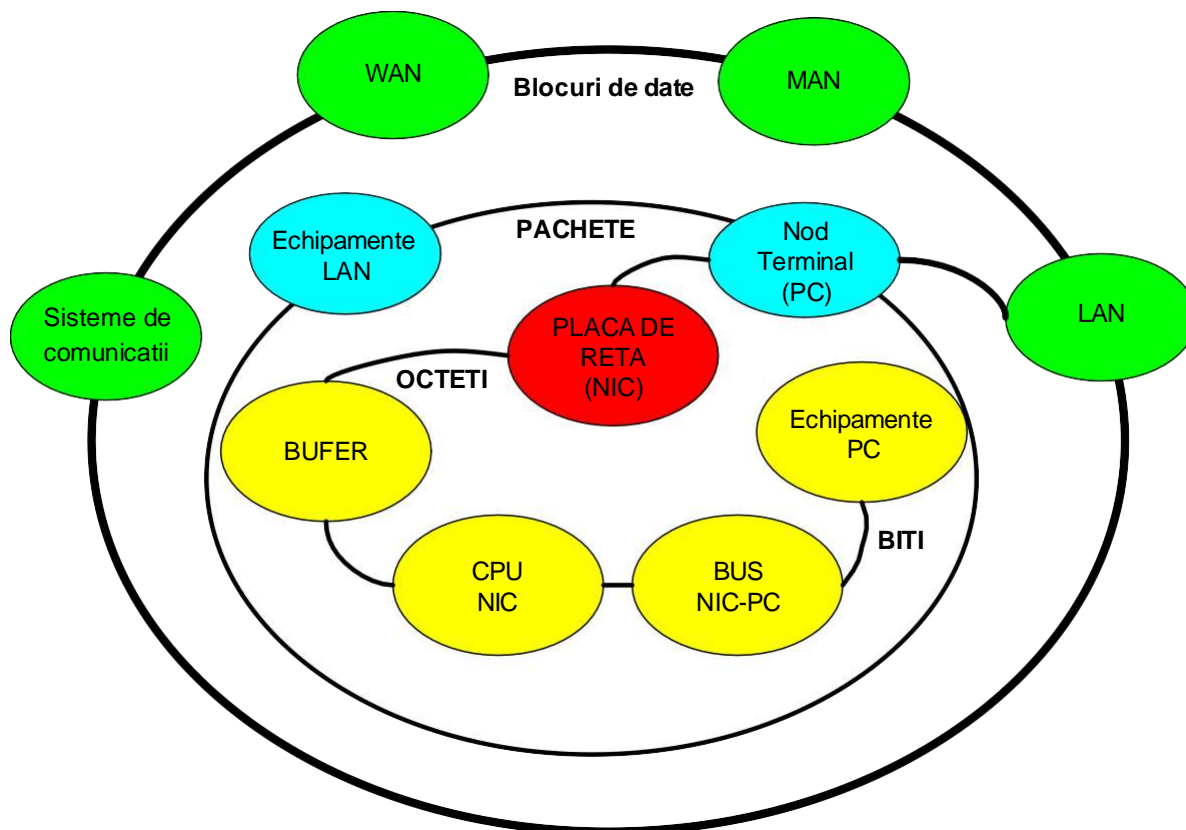 WAN
MAN
Blocuri de date
Echipamente
LAN
PACHETE
Nod
Terminal
(PC)
Sisteme de
comunicatii
LAN
PLACA DE
RETA
(NIC)
OCTETI
BUFER
Echipamente
PC
BITI
CPU
NIC
BUS
NIC-PC